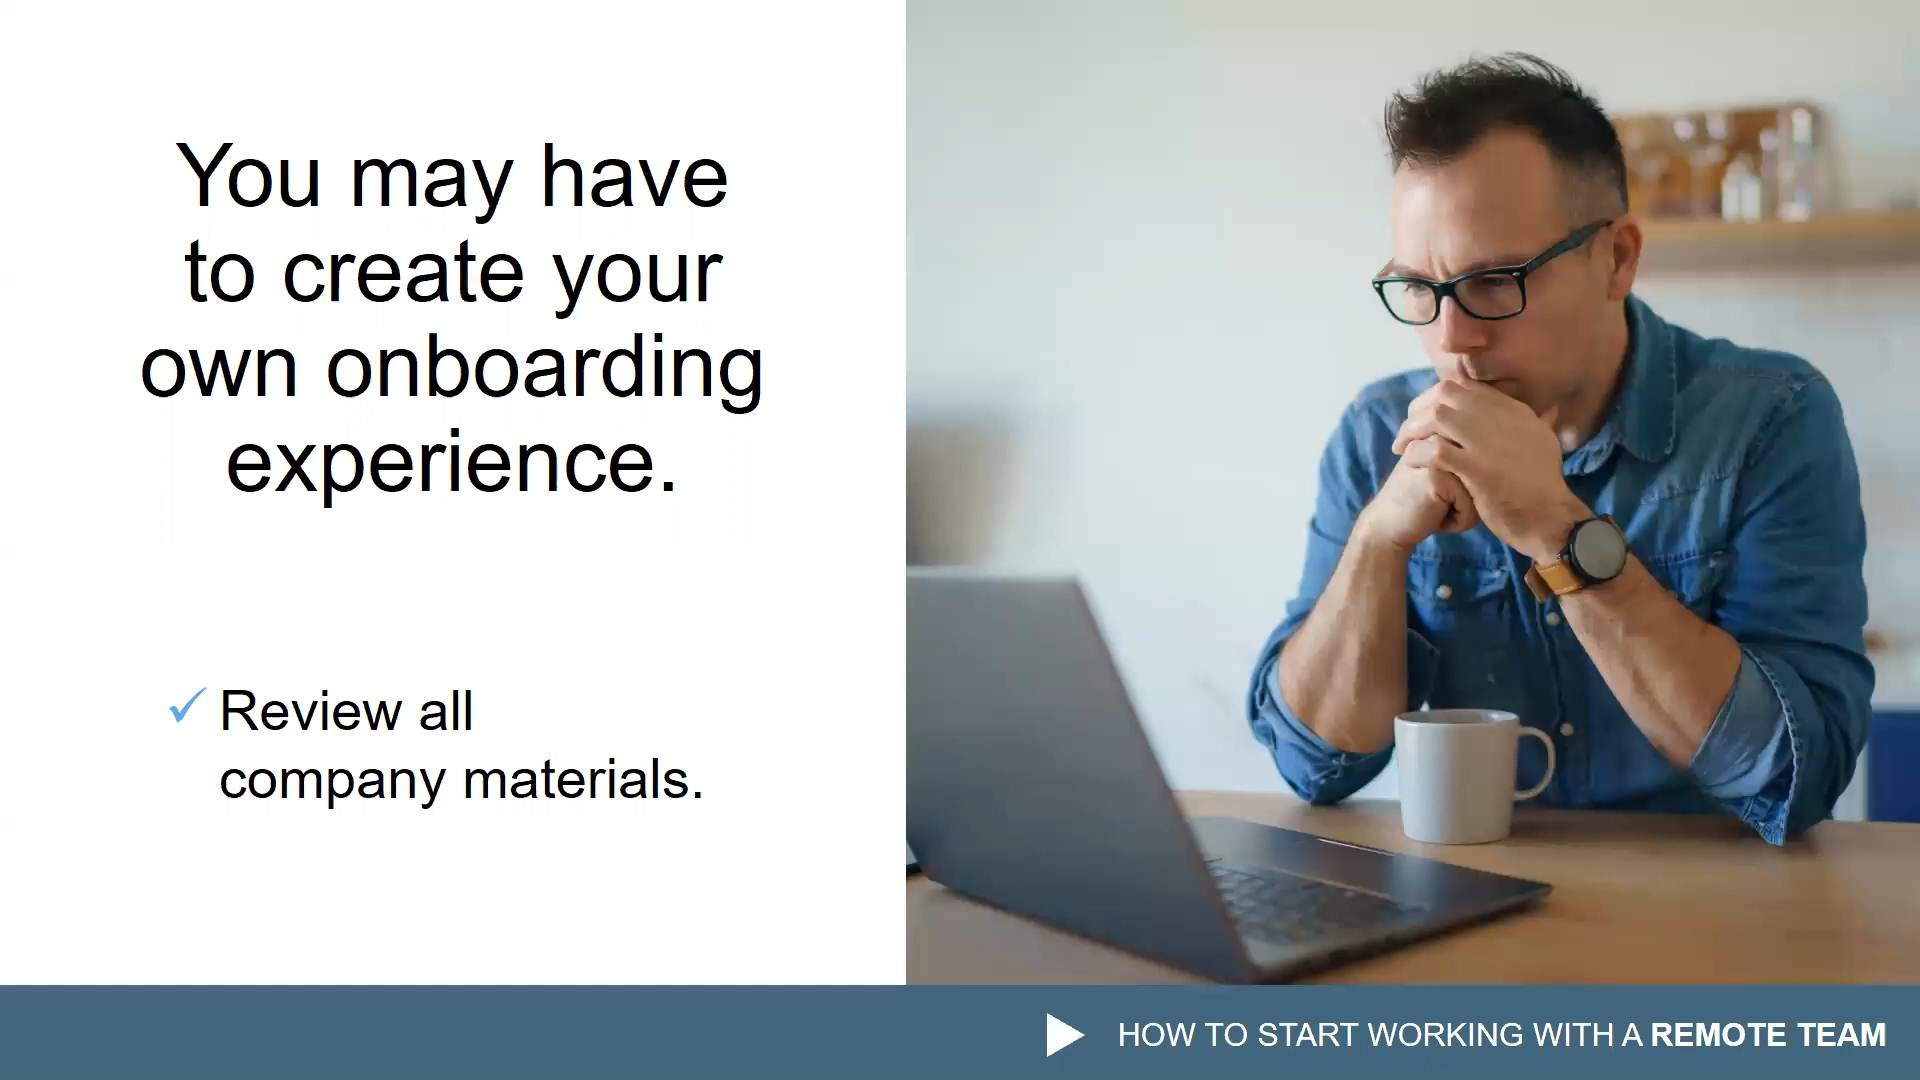 You may have
to create your
own onboarding
experience.
Review all
company materials.
HOW TO START WORKING WITH A REMOTE TEAM